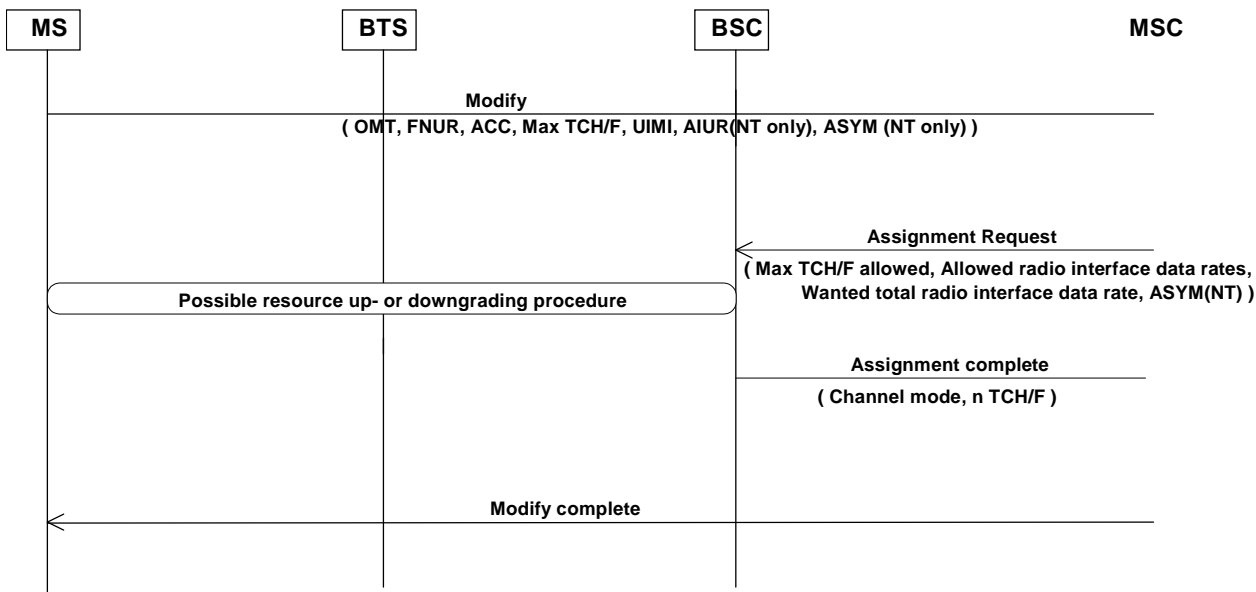 MS
BTS
BSC
MSC
Modify
( OMT, FNUR, ACC, Max TCH/F, UIMI, AIUR(NT only), ASYM (NT only) )
Assignment Request
( Max TCH/F allowed, Allowed radio interface data rates,
Wanted total radio interface data rate, ASYM(NT) )
Possible resource up- or downgrading procedure
Assignment complete
( Channel mode, n TCH/F )
Modify complete